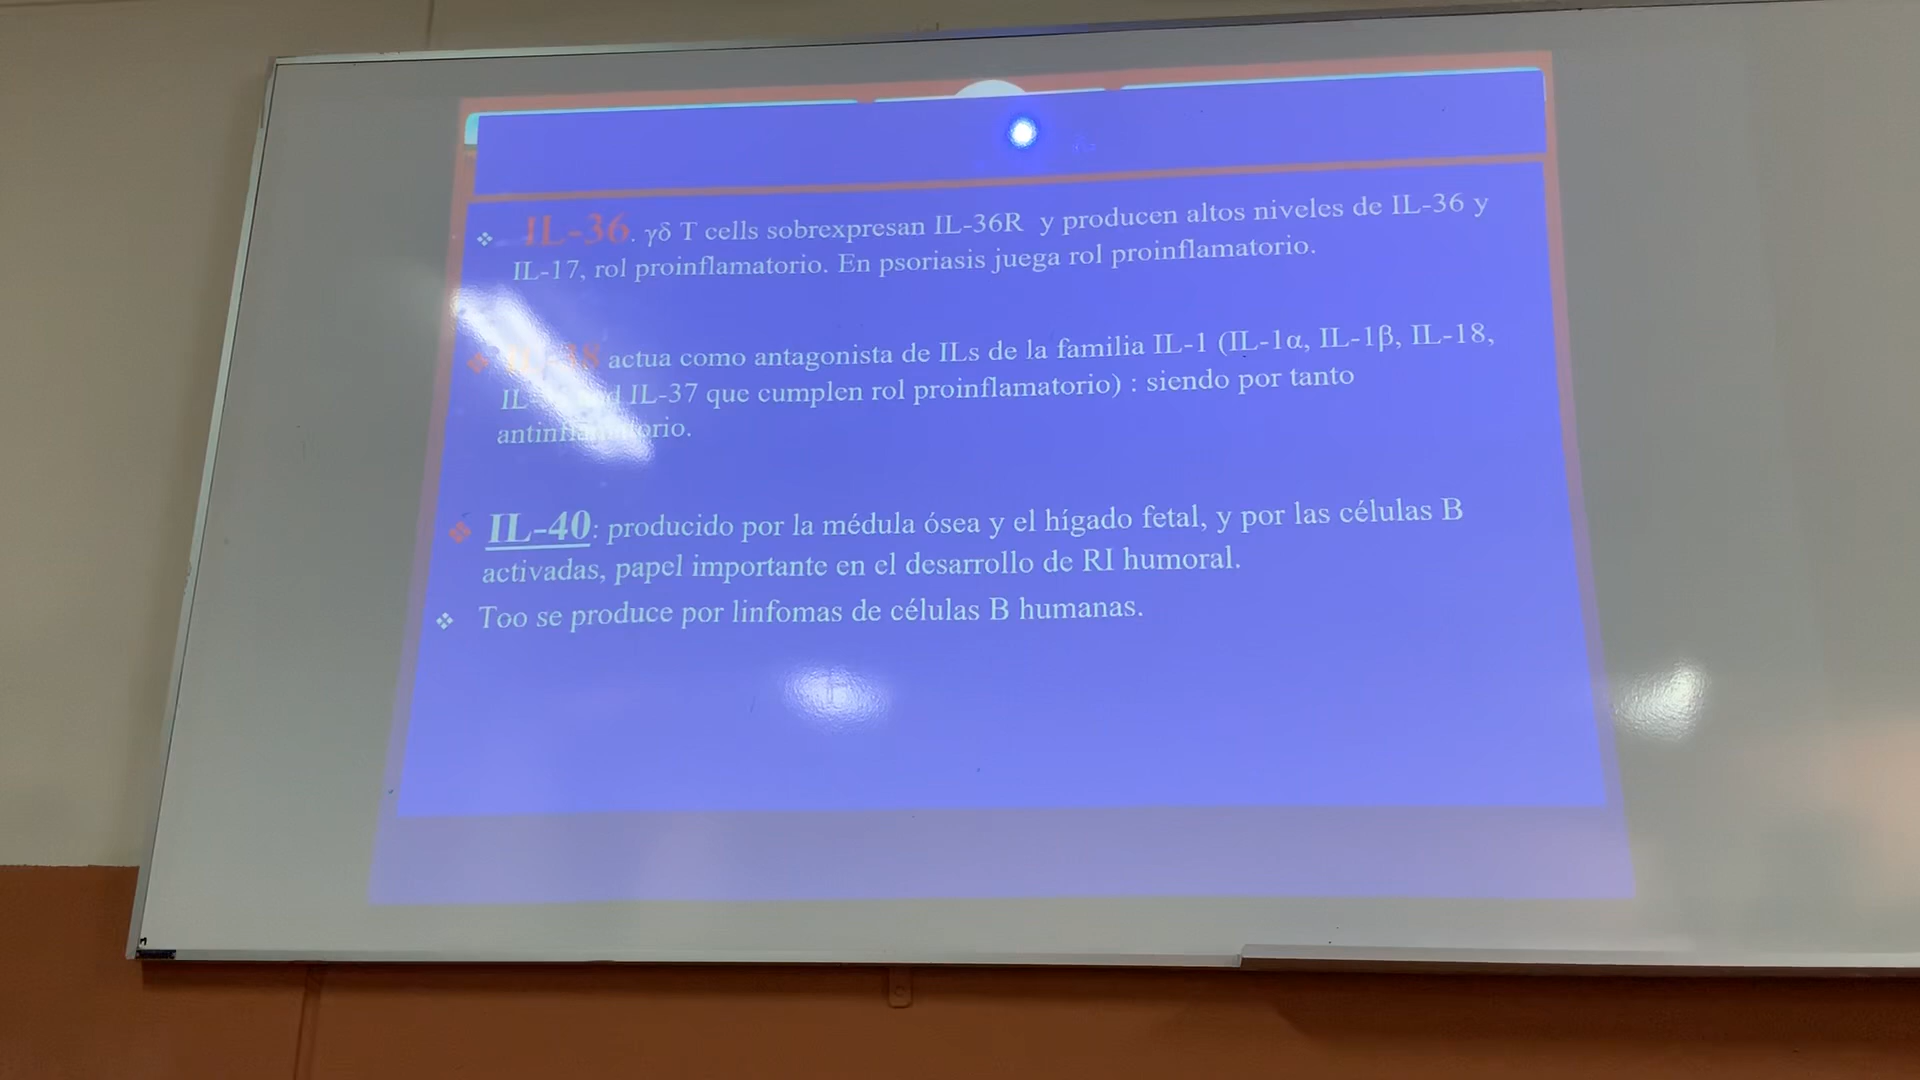 ❖ IL-36. γδ T cells sobrexpresan IL-36R y producen altos niveles de IL-36 y
IL-17, rol proinflamatorio. En psoriasis juega rol proinflamatorio.
❖ actua como antagonista de ILs de la familia IL-1 (IL-1α, IL-1β, IL-18,
IL-37 que cumplen rol proinflamatorio) : siendo por tanto
❖ IL-40: producido por la médula ósea y el hígado fetal, y por las células B
activadas, papel importante en el desarrollo de RI humoral.
❖ Too se produce por linfomas de células B humanas.